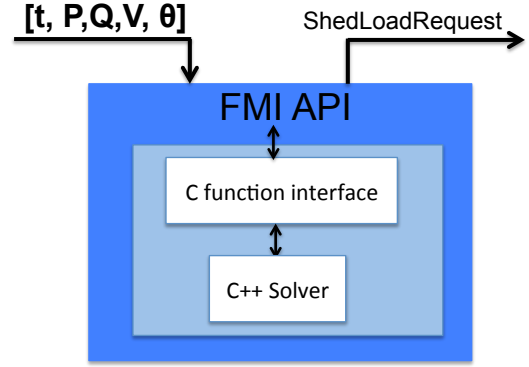 [t, P,Q,V, θ]
ShedLoadRequest
FMI API
C function interface
C++ Solver